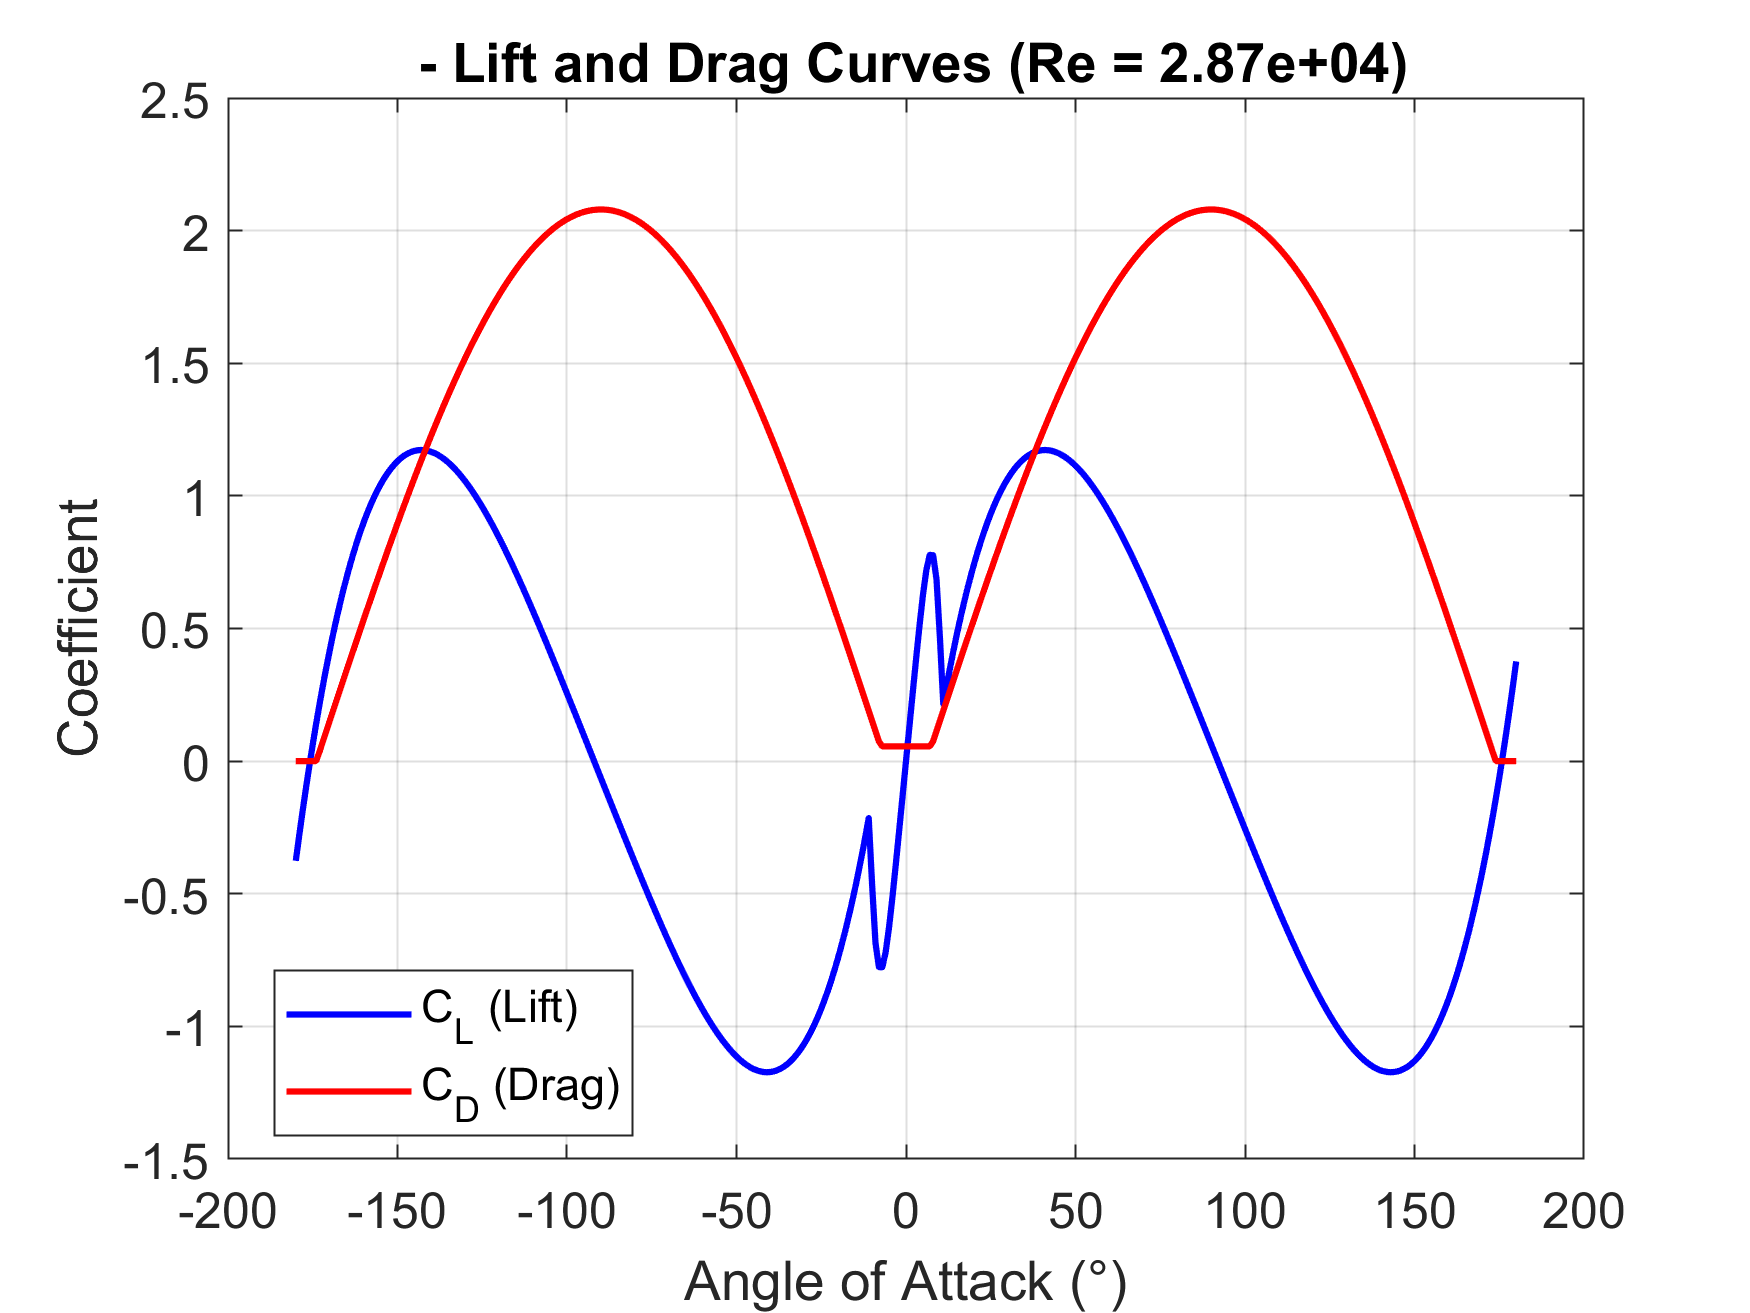 - Lift and Drag Curves (Re = 2.87e+04)
2.5
2
1.5
1
0.5
0
-0.5
-1
-1.5
Coefficient
C_L (Lift)
C_D (Drag)
-200 -150 -100 -50 0 50 100 150 200
Angle of Attack (°)